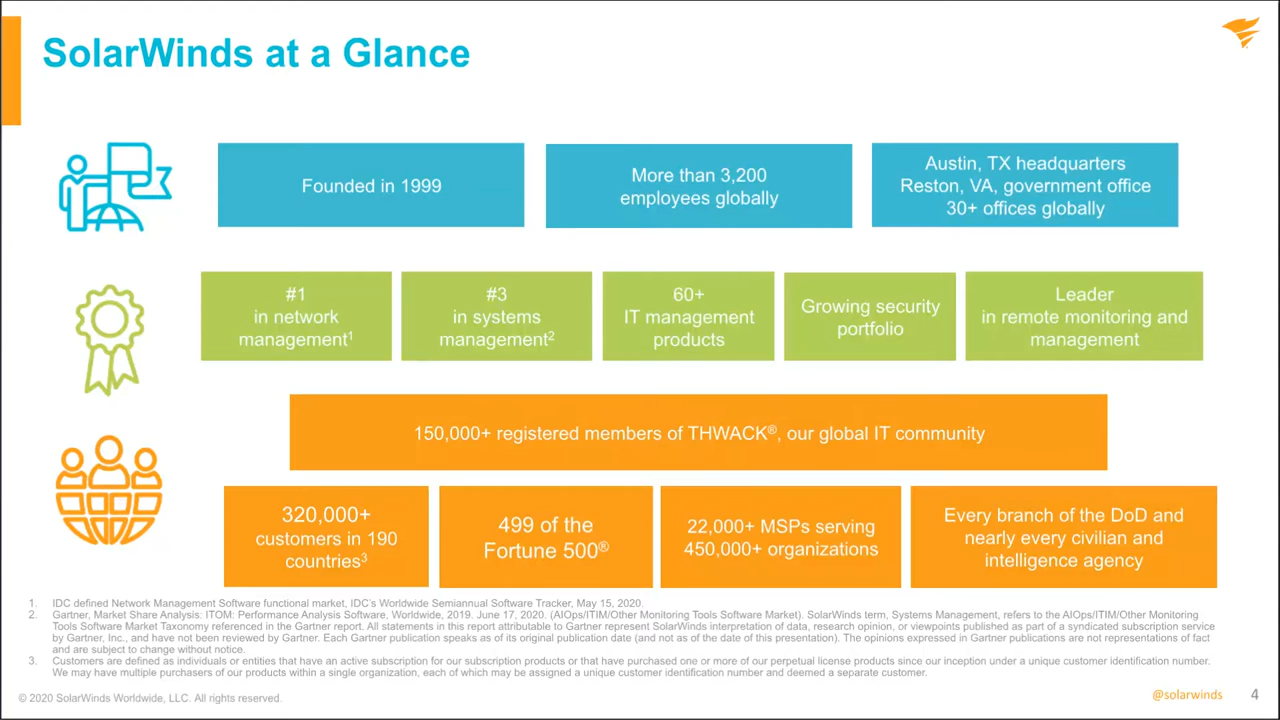 SolarWinds at a Glance
Founded in 1999
More than 3,200
employees globally
Austin, TX headquarters
Reston, VA, government office
30+ offices globally
#1
in network
management¹
#3
in systems
management²
60+
IT management
products
Growing security
portfolio
Leader
in remote monitoring and
management
150,000+ registered members of THWACK®, our global IT community
320,000+
customers in 190
countries³
499 of the
Fortune 500®
22,000+ MSPs serving
450,000+ organizations
Every branch of the DoD and
nearly every civilian and
intelligence agency
1. IDC defined Network Management Software functional market, IDC's Worldwide Semiannual Software Tracker, May 15, 2020.
2. Gartner, Market Share Analysis: ITOM: Performance Analysis Software, Worldwide, 2019. June 17, 2020. (AIOps/ITIM/Other Monitoring Tools Software Market). SolarWinds term, Systems Management, refers to the AIOps/ITIM/Other Monitoring
Tools Software Market Taxonomy referenced in the Gartner report. All statements in this report attributable to Gartner represent SolarWinds interpretation of data, research opinion, or viewpoints published as part of a syndicated subscription service
by Gartner, Inc., and have not been reviewed by Gartner. Each Gartner publication speaks as of its original publication date (and not as of the date of this presentation). The opinions expressed in Gartner publications are not representations of fact
and are subject to change without notice.
3. Customers are defined as individuals or entities that have an active subscription for our subscription products or that have purchased one or more of our perpetual license products since our inception under a unique customer identification number.
We may have multiple purchasers of our products within a single organization, each of which may be assigned a unique customer identification number and deemed a separate customer.
© 2020 SolarWinds Worldwide, LLC. All rights reserved.
@solarwinds
4